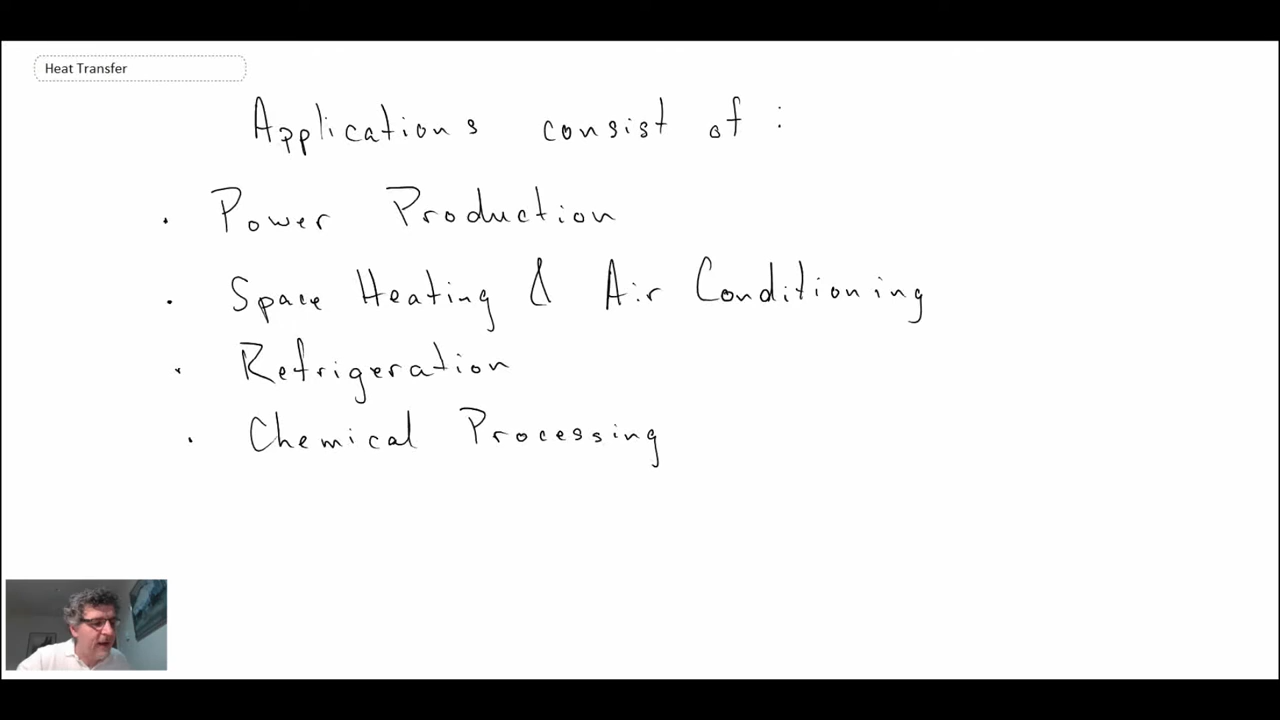 Heat Transfer
Applications consist of :
· Power Production
· Space Heating & Air Conditioning
· Refrigeration
· Chemical Processing